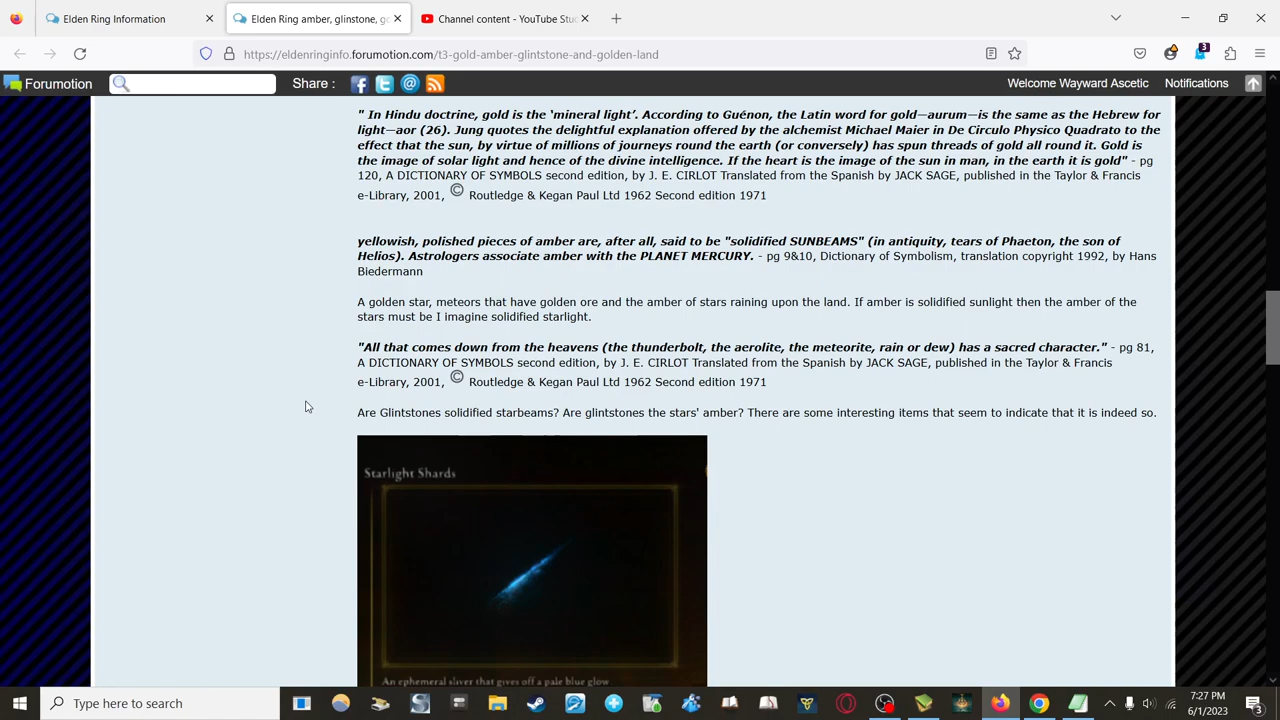 Elden Ring Information
Elden Ring amber, glinstone, go
Channel content - YouTube Stu
https://eldenringinfo.forumotion.com/t3-gold-amber-glintstone-and-golden-land
3
Forumotion
Share :
Welcome Wayward Ascetic
Notifications
" In Hindu doctrine, gold is the ‘mineral light’. According to Guénon, the Latin word for gold—aurum—is the same as the Hebrew for
light—aor (26). Jung quotes the delightful explanation offered by the alchemist Michael Maier in De Circulo Physico Quadrato to the
effect that the sun, by virtue of millions of journeys round the earth (or conversely) has spun threads of gold all round it. Gold is
the image of solar light and hence of the divine intelligence. If the heart is the image of the sun in man, in the earth it is gold" - pg
120, A DICTIONARY OF SYMBOLS second edition, by J. E. CIRLOT Translated from the Spanish by JACK SAGE, published in the Taylor & Francis
e-Library, 2001, © Routledge & Kegan Paul Ltd 1962 Second edition 1971
yellowish, polished pieces of amber are, after all, said to be "solidified SUNBEAMS" (in antiquity, tears of Phaeton, the son of
Helios). Astrologers associate amber with the PLANET MERCURY. - pg 9&10, Dictionary of Symbolism, translation copyright 1992, by Hans
Biedermann
A golden star, meteors that have golden ore and the amber of stars raining upon the land. If amber is solidified sunlight then the amber of the
stars must be I imagine solidified starlight.
"All that comes down from the heavens (the thunderbolt, the aerolite, the meteorite, rain or dew) has a sacred character." - pg 81,
A DICTIONARY OF SYMBOLS second edition, by J. E. CIRLOT Translated from the Spanish by JACK SAGE, published in the Taylor & Francis
e-Library, 2001, © Routledge & Kegan Paul Ltd 1962 Second edition 1971
Are Glintstones solidified starbeams? Are glintstones the stars' amber? There are some interesting items that seem to indicate that it is indeed so.
Starlight Shards
An ephemeral sliver that gives off a pale blue glow
Type here to search
7:27 PM
6/1/2023
3